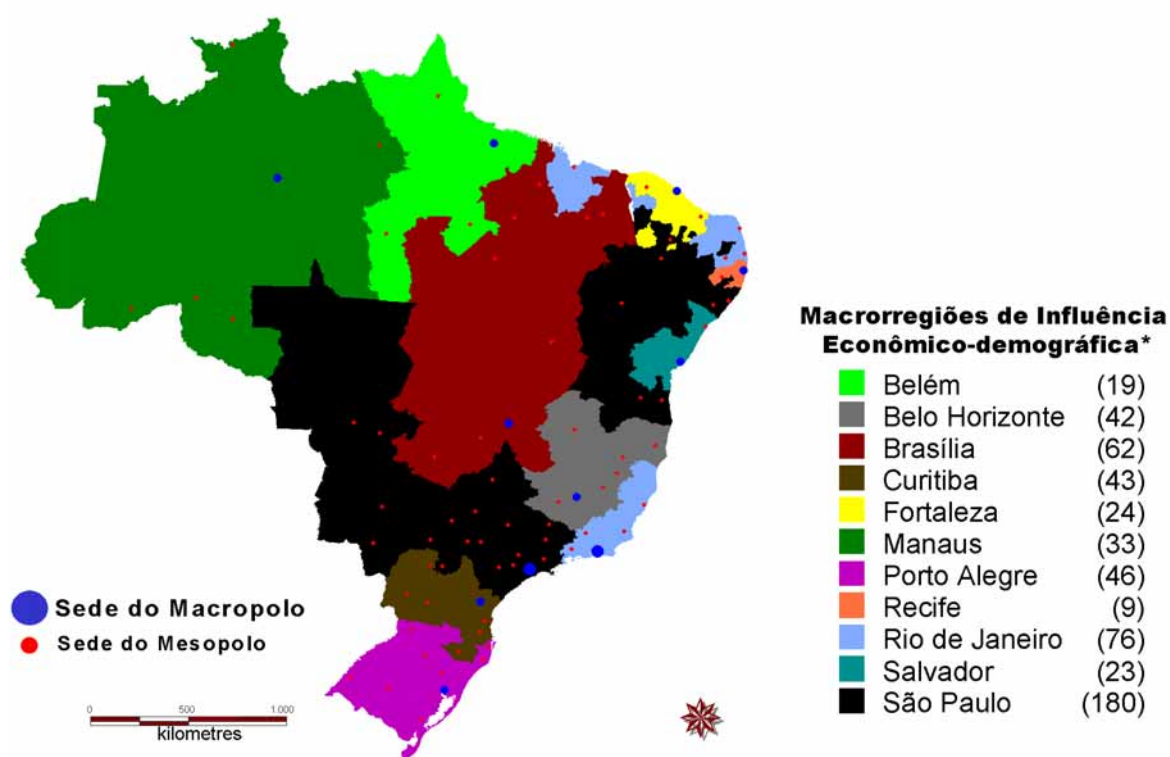 Macrorregiões de Influência
Econômico-demográfica*
Belém (19)
Belo Horizonte (42)
Brasília (62)
Curitiba (43)
Fortaleza (24)
Manaus (33)
Porto Alegre (46)
Recife (9)
Rio de Janeiro (76)
Salvador (23)
São Paulo (180)
Sede do Macropolo
Sede do Mesopolo
0 500 1.000
kilometres